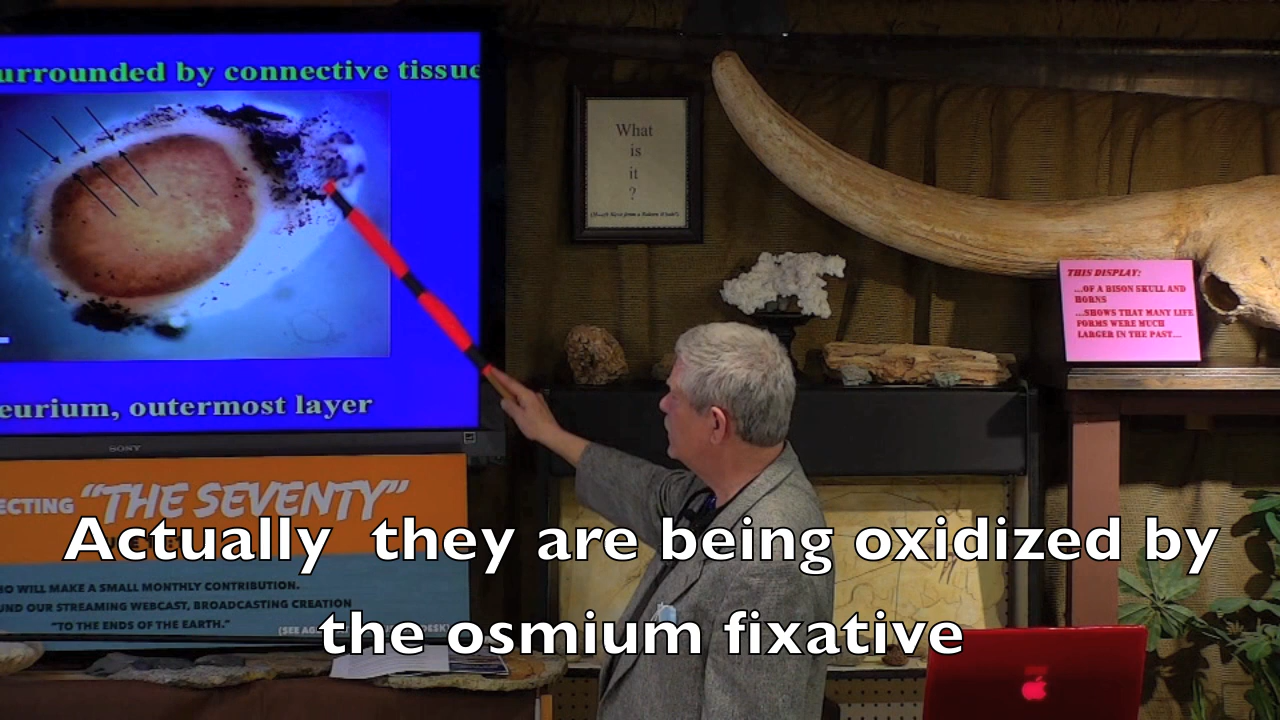 urrounded by connective tissue
eurium, outermost layer
SONY
What
is
it
?
THIS DISPLAY:
...OF A BISON SKULL AND
HORNS
...SHOWS THAT MANY LIFE
FORMS WERE MUCH
LARGER IN THE PAST...
ECTING "THE SEVENTY"
Actually they are being oxidized by
HO WILL MAKE A SMALL MONTHLY CONTRIBUTION.
UND OUR STREAMING WEBCAST, BROADCASTING CREATION
"TO THE ENDS OF THE EARTH."
(SEE
the osmium fixative